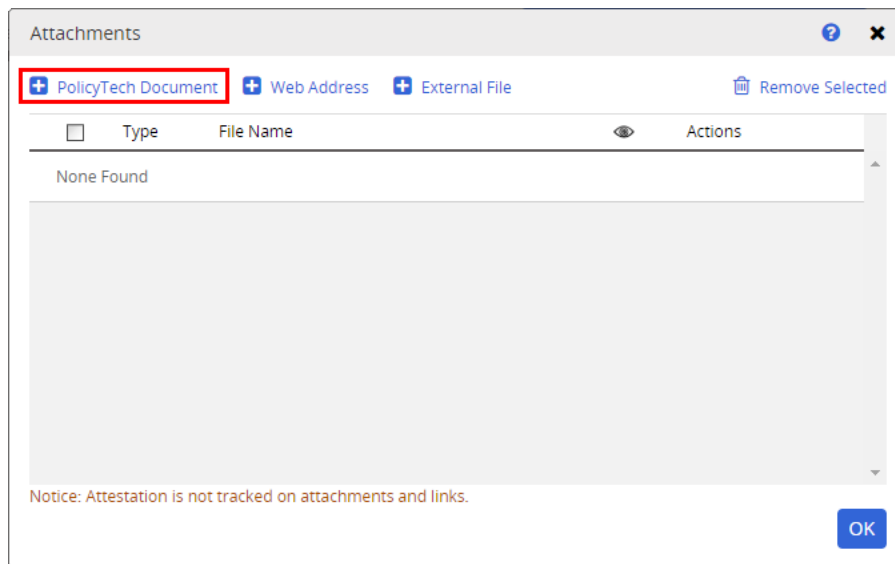 Attachments
PolicyTech Document Web Address External File Remove Selected
Type File Name Actions
None Found
Notice: Attestation is not tracked on attachments and links.
OK